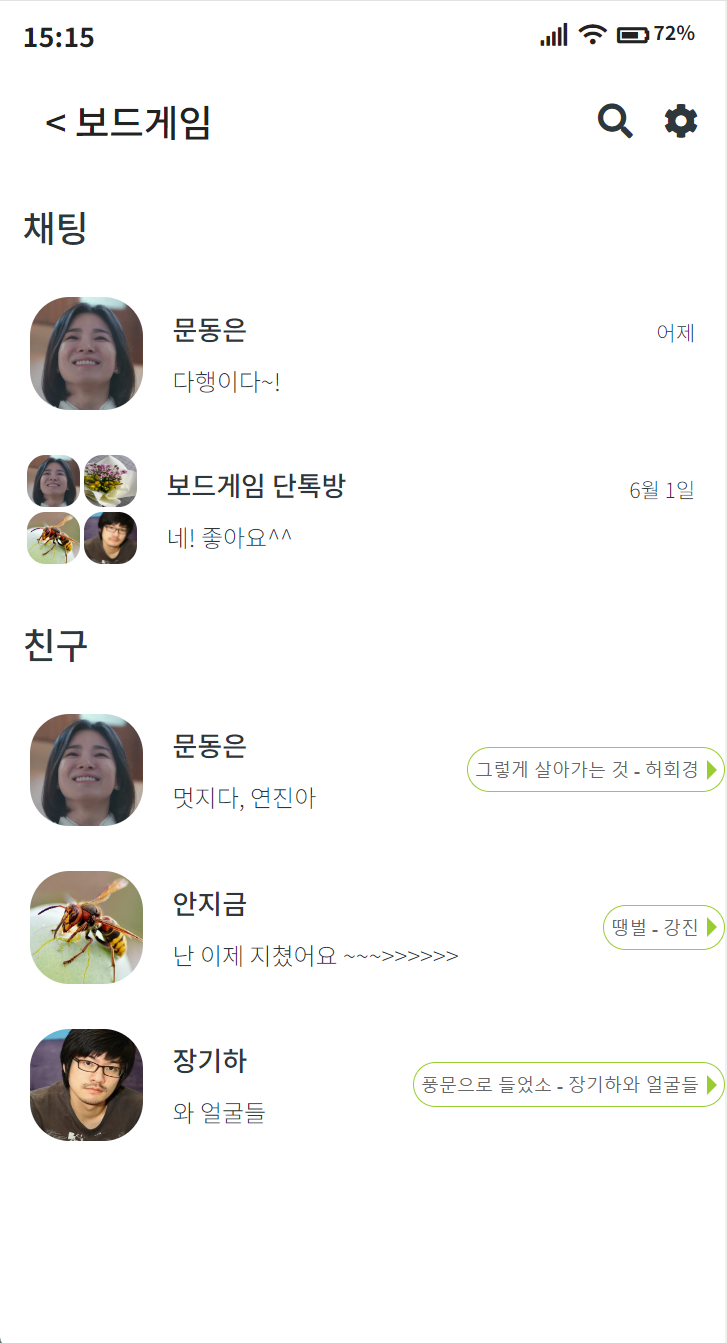 15:15 72%
< 보드게임
채팅
문동은 어제
다행이다~!
보드게임 단톡방 6월 1일
네! 좋아요^^
친구
문동은
그렇게 살아가는 것 - 허회경
멋지다, 연진아
안지금
땡벌 - 강진
난 이제 지쳤어요 ~~~>>>>>>
장기하
풍문으로 들었소 - 장기하와 얼굴들
와 얼굴들